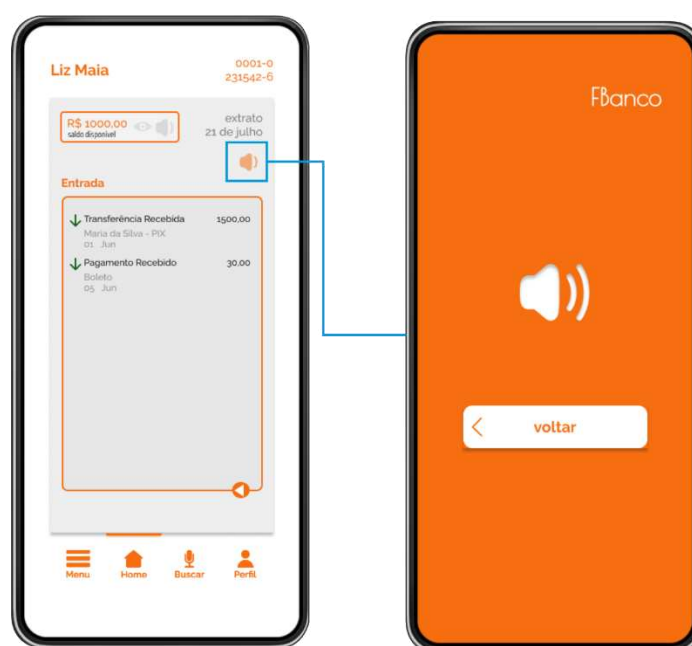 Liz Maia
0001-0
231542-6
R$ 1000,00
saldo disponível
extrato
21 de julho
Entrada
Transferência Recebida 1500,00
Maria da Silva - PIX
01 Jun
Pagamento Recebido 30,00
Boleto
05 Jun
Menu Home Buscar Perfil
FBanco
voltar